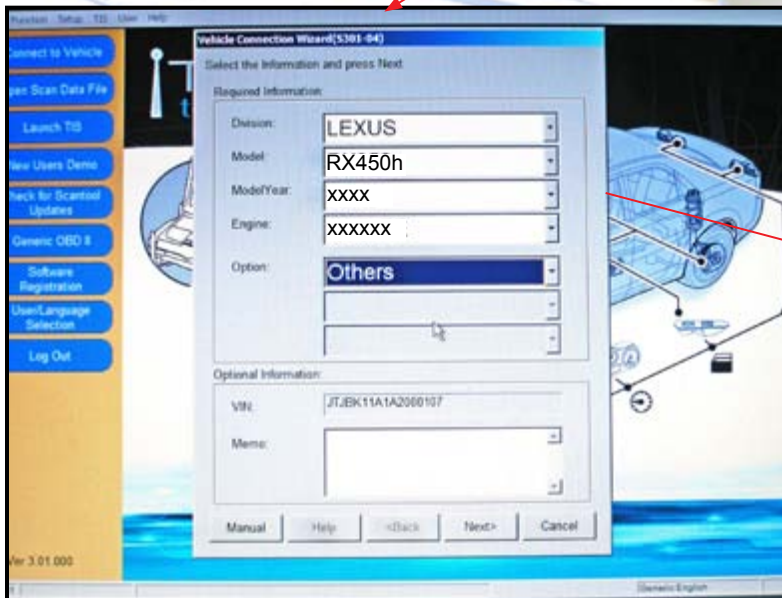 Function Setup TIS User Help
Vehicle Connection Wizard(S301-04)
Connect to Vehicle
Select the Information and press Next
Open Scan Data File
Required Information
Launch TIS
Division:
LEXUS
New Users Demo
Model:
RX450h
Check for Scantool
Updates
ModelYear:
xxxx
Generic OBD II
Engine:
xxxxxx
Software
Registration
Option:
Others
User/Language
Selection
Log Out
Optional Information:
VIN:
JTJBK11A1A2000107
Memo:
Manual
Help
<Back
Next>
Cancel
Ver 3.01.000
Generic English